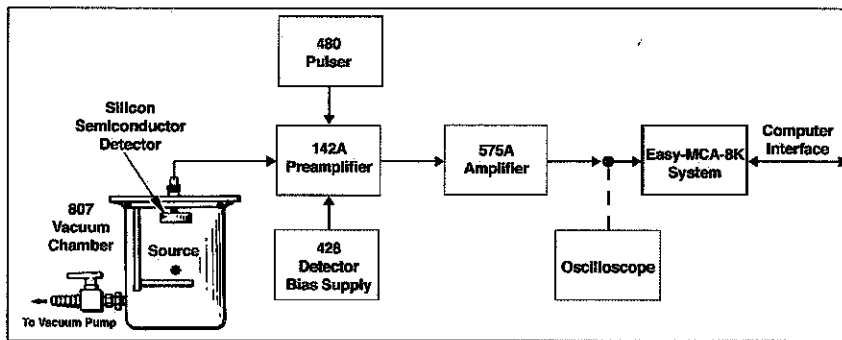 480
Pulser
Silicon
Semiconductor
Detector
142A
Preamplifier
575A
Amplifier
Easy-MCA-8K
System
Computer
Interface
807
Vacuum
Chamber
Source
428
Detector
Bias Supply
Oscilloscope
To Vacuum Pump